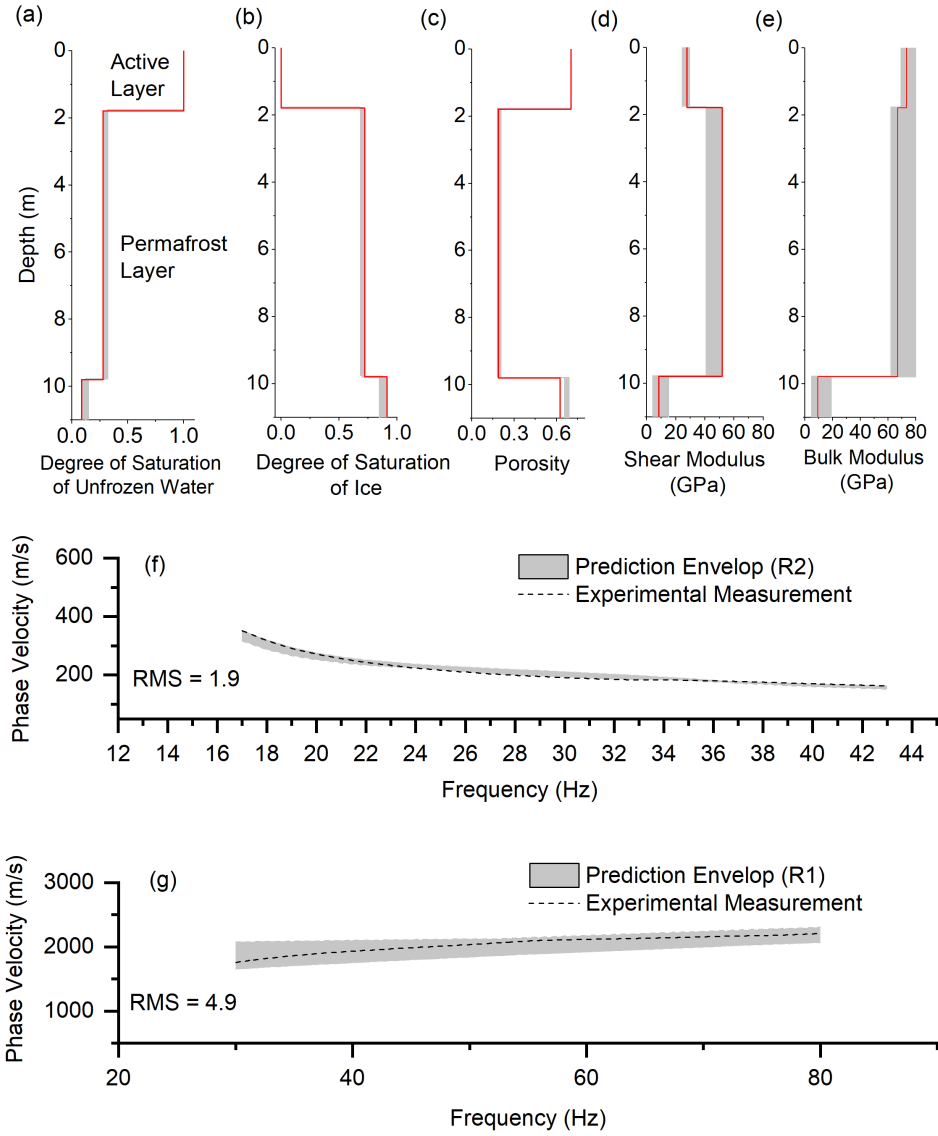 (a)
(b)
(c)
(d)
(e)
Depth (m)
0
2
4
6
8
10
Active
Layer
Permafrost
Layer
0.0 0.5 1.0
Degree of Saturation
of Unfrozen Water
0
2
4
6
8
10
0.0 0.5 1.0
Degree of Saturation
of Ice
0
2
4
6
8
10
0.0 0.3 0.6
Porosity
0
2
4
6
8
10
0 20 40 60 80
Shear Modulus
(GPa)
0
2
4
6
8
10
0 20 40 60 80
Bulk Modulus
(GPa)
(f)
Phase Velocity (m/s)
600
400
200
Prediction Envelop (R2)
Experimental Measurement
RMS = 1.9
12 14 16 18 20 22 24 26 28 30 32 34 36 38 40 42 44
Frequency (Hz)
(g)
Phase Velocity (m/s)
3000
2000
1000
Prediction Envelop (R1)
Experimental Measurement
RMS = 4.9
20 40 60 80
Frequency (Hz)